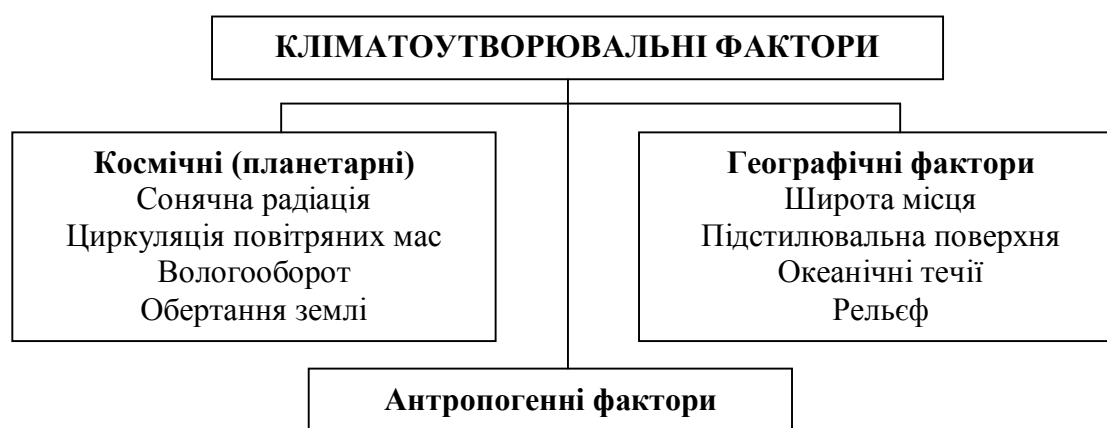 КЛІМАТОУТВОРЮВАЛЬНІ ФАКТОРИ
Космічні (планетарні)
Сонячна радіація
Циркуляція повітряних мас
Вологооборот
Обертання землі
Географічні фактори
Широта місця
Підстилювальна поверхня
Океанічні течії
Рельєф
Антропогенні фактори